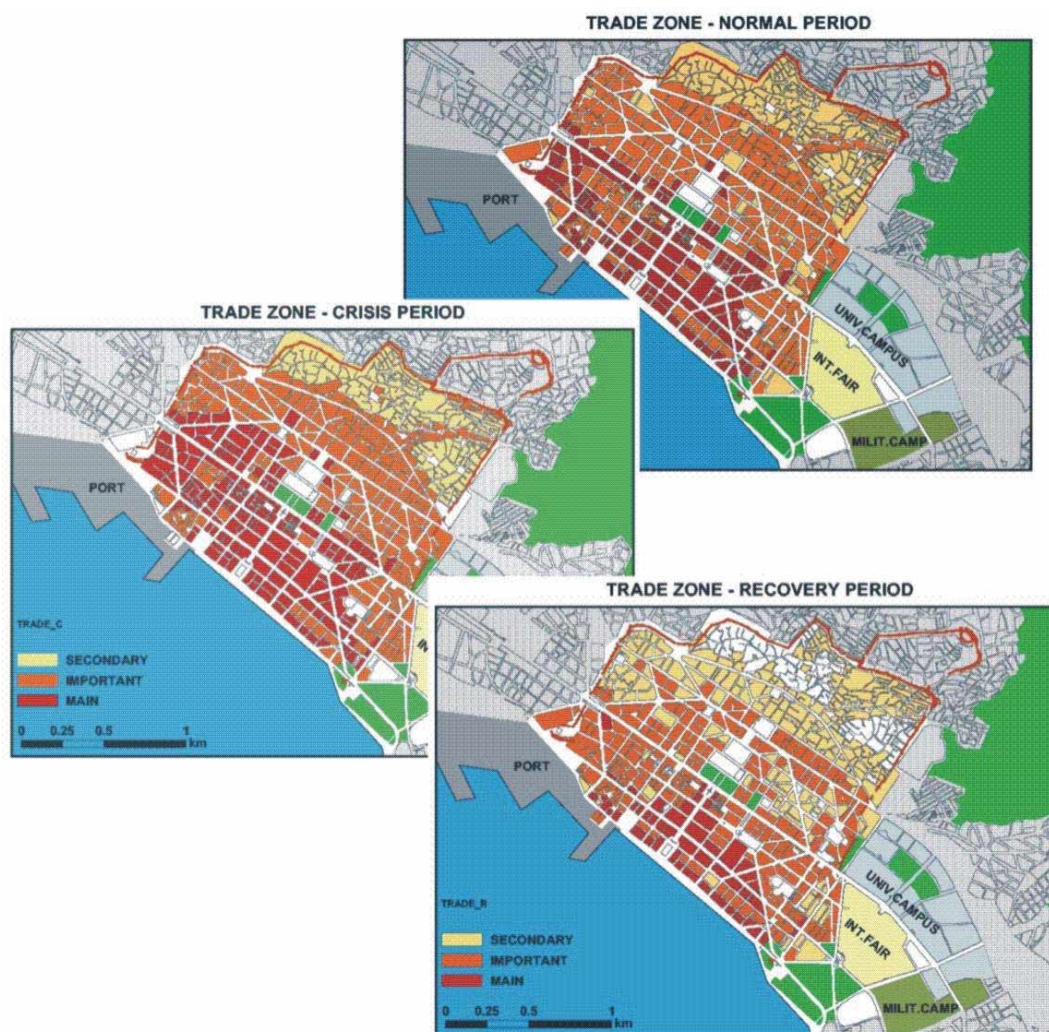 TRADE ZONE - NORMAL PERIOD
PORT
UNIV.CAMPUS
INT.FAIR
MILIT.CAMP
TRADE ZONE - CRISIS PERIOD
PORT
IN
TRADE_C
SECONDARY
IMPORTANT
MAIN
0 0.25 0.5 1
km
TRADE ZONE - RECOVERY PERIOD
PORT
UNIV.CAMPUS
INT.FAIR
MILIT.CAMP
TRADE_R
SECONDARY
IMPORTANT
MAIN
0 0.25 0.5 1
km